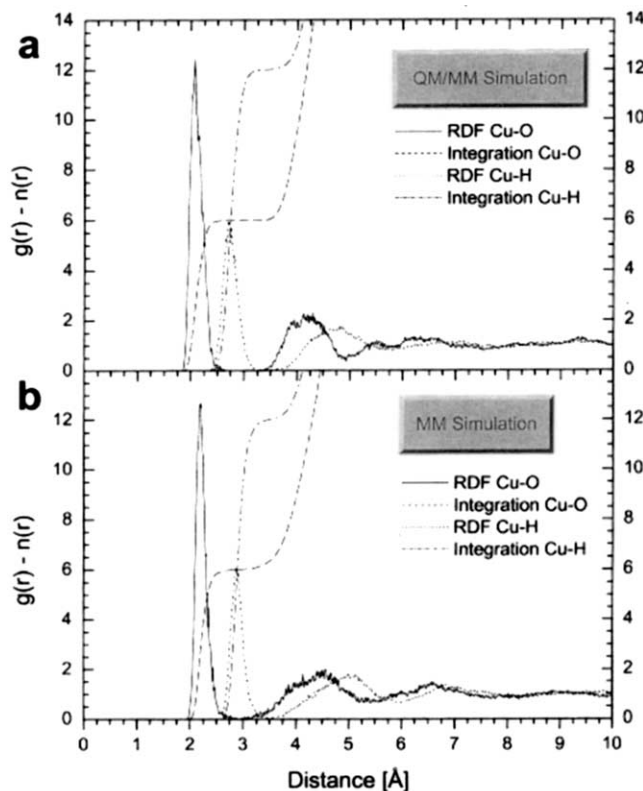 a
14
12
10
8
6
4
2
0
g(r) - n(r)
QM/MM Simulation
RDF Cu-O
Integration Cu-O
RDF Cu-H
Integration Cu-H
14
12
10
8
6
4
2
0
b
12
10
8
6
4
2
0
g(r) - n(r)
MM Simulation
RDF Cu-O
Integration Cu-O
RDF Cu-H
Integration Cu-H
12
10
8
6
4
2
0
0 1 2 3 4 5 6 7 8 9 10
Distance [Å]